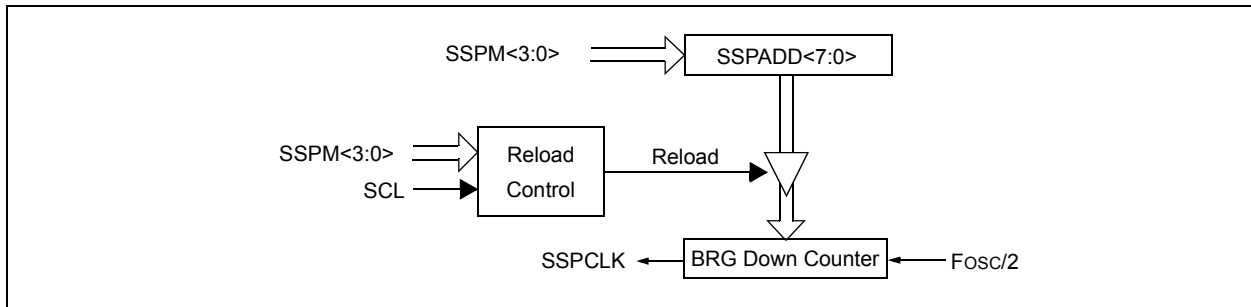 SSPM<3:0>
SSPADD<7:0>
SSPM<3:0>
SCL
Reload
Control
Reload
SSPCLK
BRG Down Counter
FOSC/2